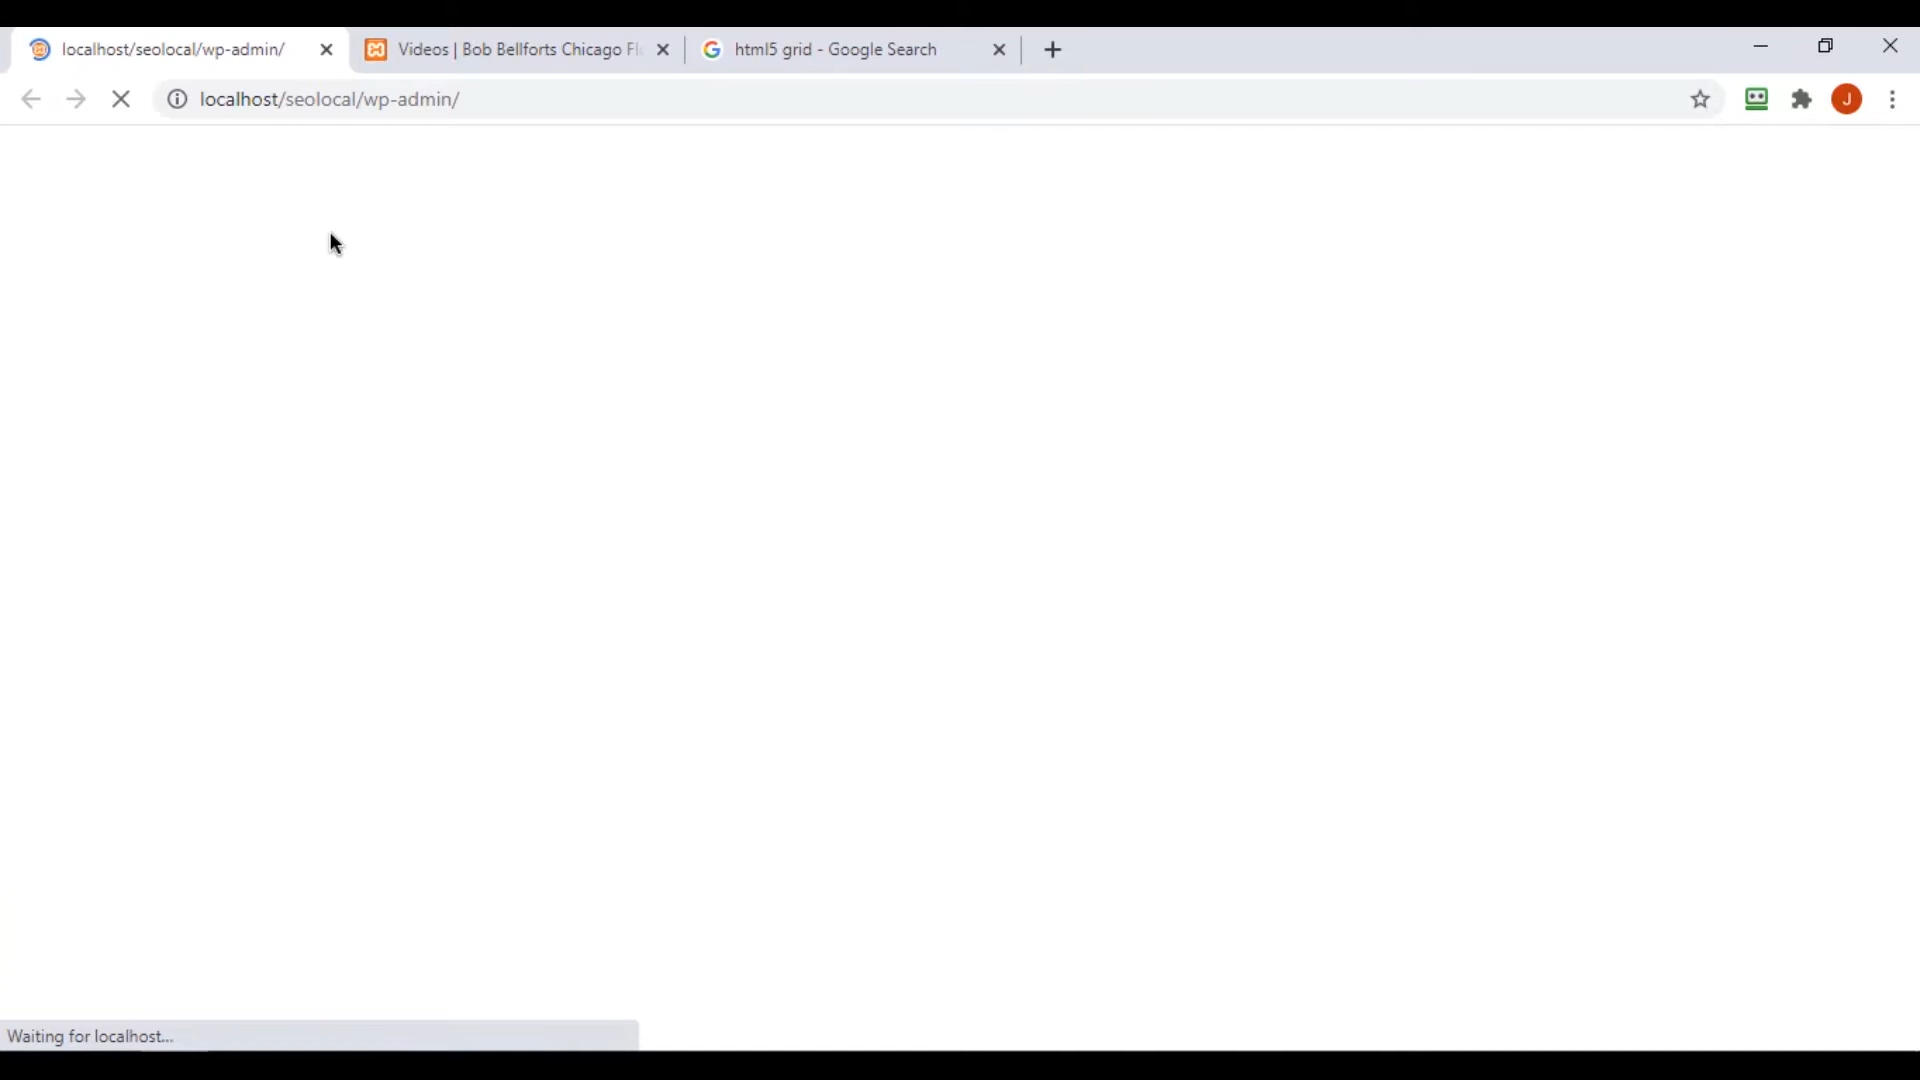 localhost/seolocal/wp-admin/
Videos | Bob Bellforts Chicago Fl
html5 grid - Google Search
localhost/seolocal/wp-admin/
J
Waiting for localhost...